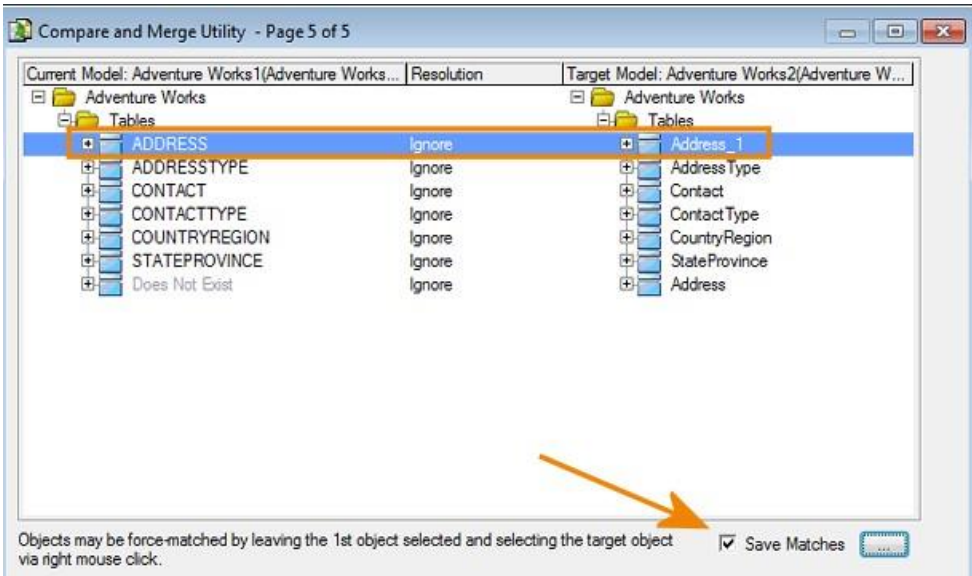 Compare and Merge Utility - Page 5 of 5
Current Model: Adventure Works1(Adventure Works... Resolution Target Model: Adventure Works2(Adventure W...
Adventure Works Adventure Works
Tables Tables
ADDRESS Ignore Address_1
ADDRESSTYPE Ignore AddressType
CONTACT Ignore Contact
CONTACTTYPE Ignore ContactType
COUNTRYREGION Ignore CountryRegion
STATEPROVINCE Ignore StateProvince
Does Not Exist Ignore Address
Objects may be force-matched by leaving the 1st object selected and selecting the target object
via right mouse click.
Save Matches ...